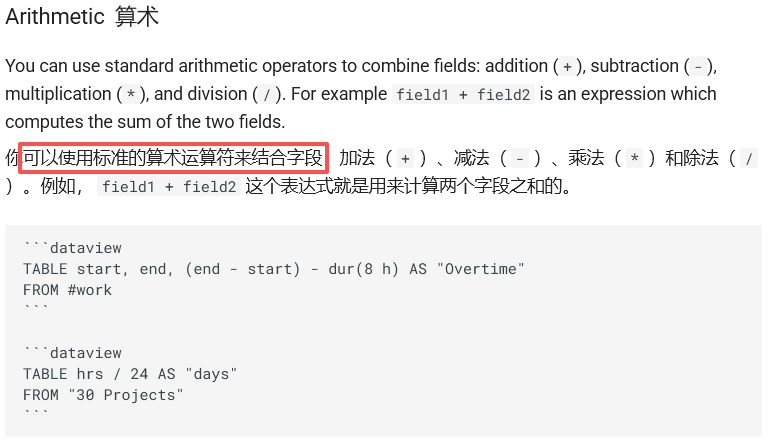 Arithmetic 算术
You can use standard arithmetic operators to combine fields: addition ( + ), subtraction ( - ),
multiplication ( * ), and division ( / ). For example field1 + field2 is an expression which
computes the sum of the two fields.
你可以使用标准的算术运算符来结合字段 加法（ + ）、减法（ - ）、乘法（ * ）和除法（ /
）。例如， field1 + field2 这个表达式就是用来计算两个字段之和的。
```dataview
TABLE start, end, (end - start) - dur(8 h) AS "Overtime"
FROM #work
```
```dataview
TABLE hrs / 24 AS "days"
FROM "30 Projects"
```